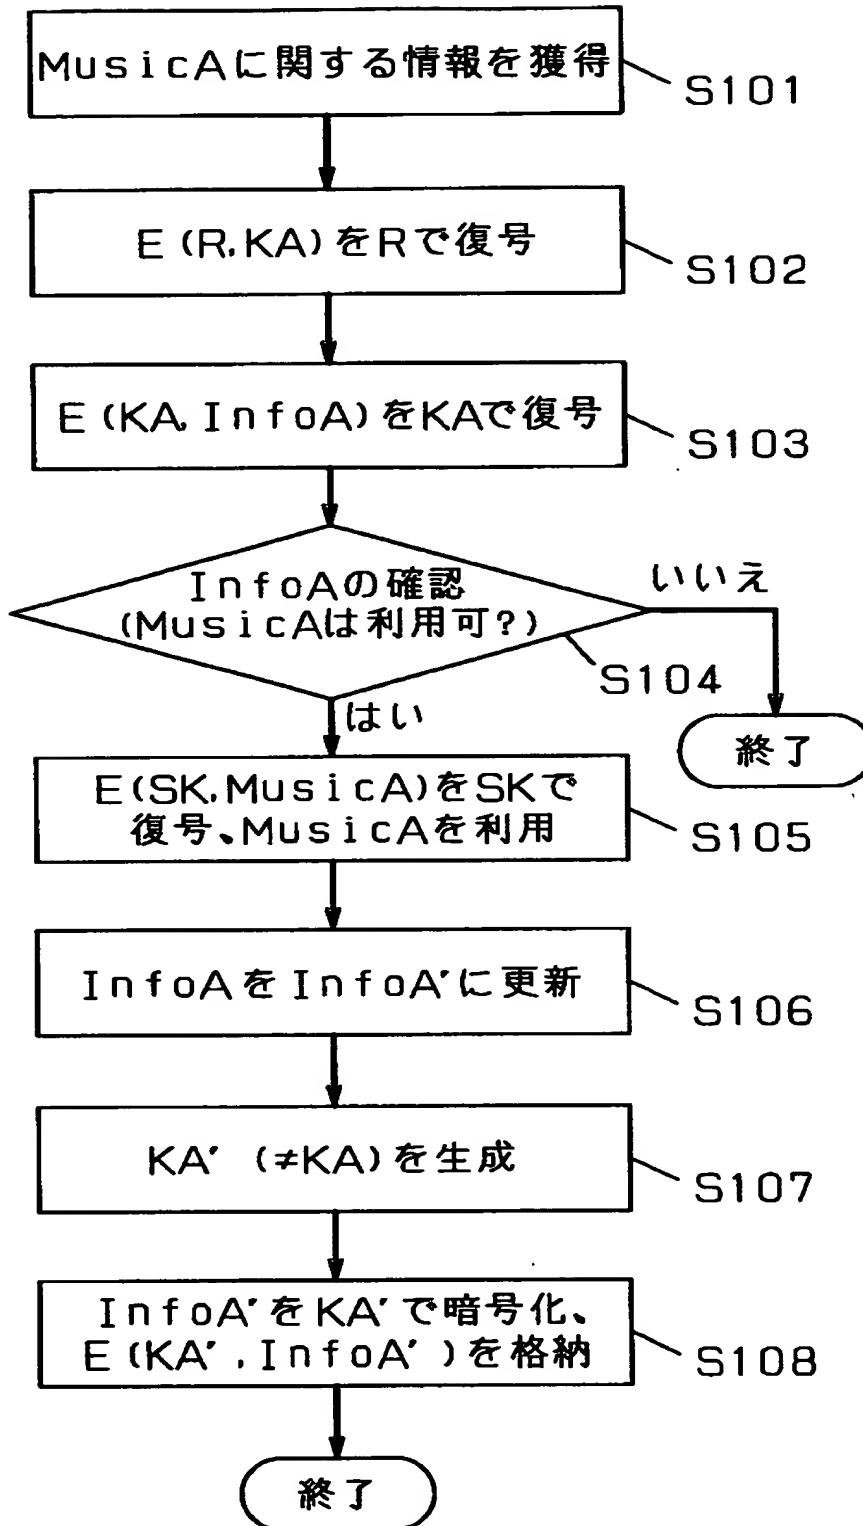 MusicAに関する情報を獲得
S101
E(R,KA)をRで復号
S102
E(KA,InfoA)をKAで復号
S103
InfoAの確認
(MusicAは利用可?)
いいえ
S104
はい
終了
E(SK,MusicA)をSKで
復号、MusicAを利用
S105
InfoAをInfoA'に更新
S106
KA' (≠KA)を生成
S107
InfoA'をKA'で暗号化、
E(KA',InfoA')を格納
S108
終了